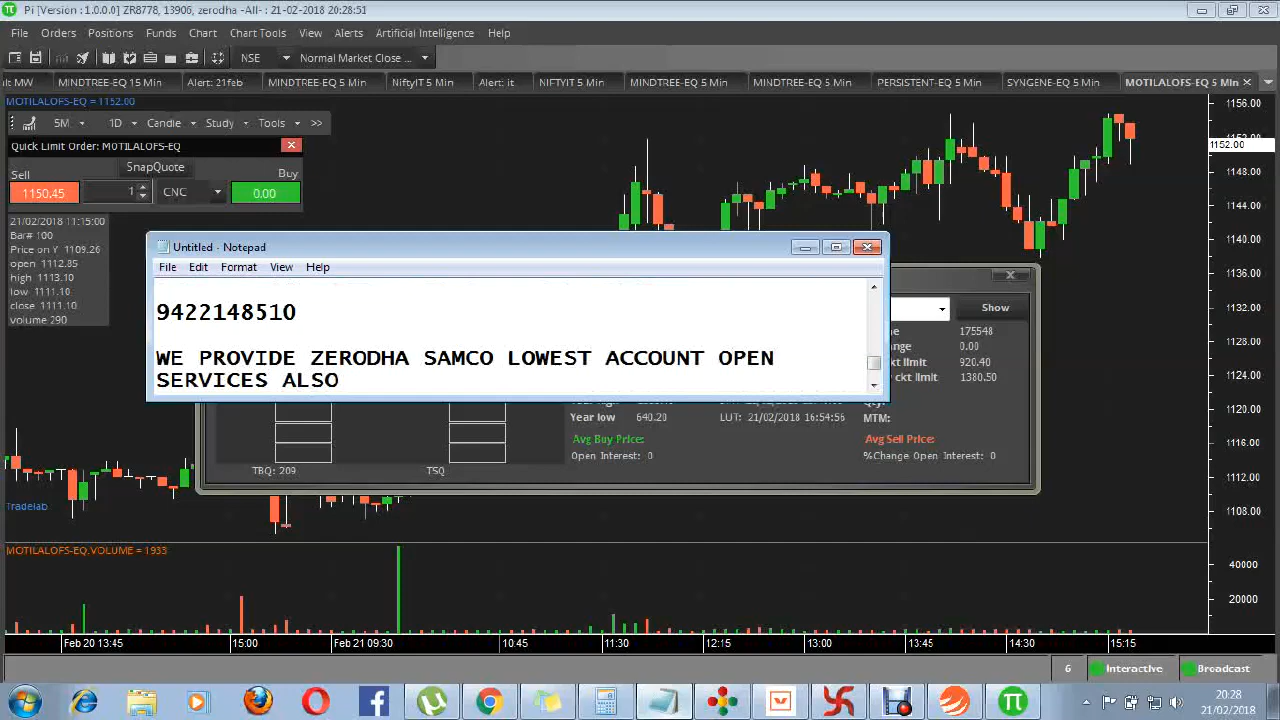 Pi [Version : 1.0.0.0] ZR8778, 13906, zerodha -All- : 21-02-2018 20:28:51
File Orders Positions Funds Chart Chart Tools View Alerts Artificial Intelligence Help
NSE Normal Market Close ...
MW MINDTREE-EQ 15 Min Alert: 21feb MINDTREE-EQ 5 Min NiftyIT 5 Min Alert: it NIFTYIT 5 Min MINDTREE-EQ 5 Min MINDTREE-EQ 5 Min PERSISTENT-EQ 5 Min SYNGENE-EQ 5 Min MOTILALOFS-EQ 5 Min
MOTILALOFS-EQ = 1152.00
5M 1D Candle Study Tools >>
Quick Limit Order: MOTILALOFS-EQ
SnapQuote
Sell Buy
1150.45 1 CNC 0.00
21/02/2018 11:15:00
Bar# 100
Price on Y 1109.26
open 1112.85
high 1113.10
low 1111.10
close 1111.10
volume 290
Untitled - Notepad
File Edit Format View Help
9422148510
WE PROVIDE ZERODHA SAMCO LOWEST ACCOUNT OPEN
SERVICES ALSO
Show
175548
0.00
ckt limit 920.40
ckt limit 1380.50
Year low 640.20 LUT: 21/02/2018 16:54:56 MTM:
Avg Buy Price: Avg Sell Price:
Open Interest: 0 %Change Open Interest: 0
TBQ: 209 TSQ
Tradelab
1156.00
1152.00
1148.00
1144.00
1140.00
1136.00
1132.00
1128.00
1124.00
1120.00
1116.00
1112.00
1108.00
MOTILALOFS-EQ.VOLUME = 1933
40000
20000
Feb 20 13:45 15:00 Feb 21 09:30 10:45 11:30 12:15 13:00 13:45 14:30 15:15
6 Interactive Broadcast
20:28
21/02/2018